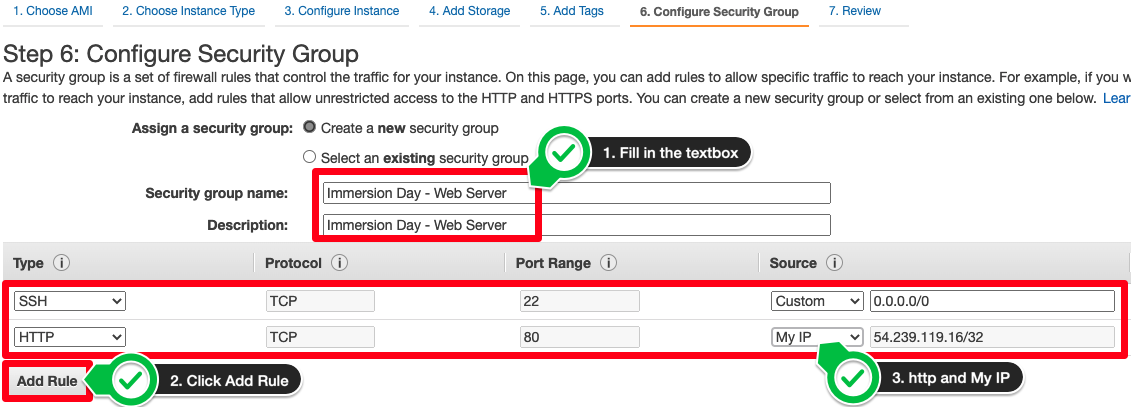 1. Choose AMI 2. Choose Instance Type 3. Configure Instance 4. Add Storage 5. Add Tags 6. Configure Security Group 7. Review
Step 6: Configure Security Group
A security group is a set of firewall rules that control the traffic for your instance. On this page, you can add rules to allow specific traffic to reach your instance. For example, if you w
traffic to reach your instance, add rules that allow unrestricted access to the HTTP and HTTPS ports. You can create a new security group or select from an existing one below. Lear
Assign a security group: Create a new security group
Select an existing security group
1. Fill in the textbox
Security group name: Immersion Day - Web Server
Description: Immersion Day - Web Server
Type i Protocol i Port Range i Source i
SSH TCP 22 Custom 0.0.0.0/0
HTTP TCP 80 My IP 54.239.119.16/32
Add Rule 2. Click Add Rule 3. http and My IP